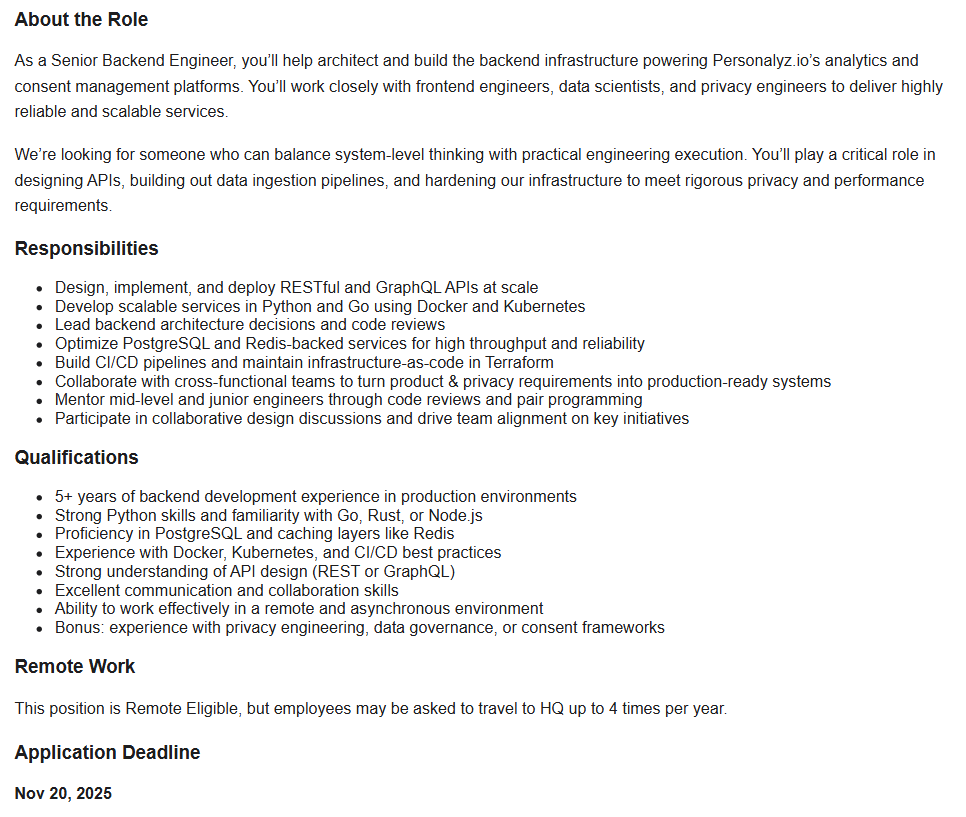 About the Role
As a Senior Backend Engineer, you’ll help architect and build the backend infrastructure powering Personalyz.io’s analytics and
consent management platforms. You’ll work closely with frontend engineers, data scientists, and privacy engineers to deliver highly
reliable and scalable services.
We’re looking for someone who can balance system-level thinking with practical engineering execution. You’ll play a critical role in
designing APIs, building out data ingestion pipelines, and hardening our infrastructure to meet rigorous privacy and performance
requirements.
Responsibilities
• Design, implement, and deploy RESTful and GraphQL APIs at scale
• Develop scalable services in Python and Go using Docker and Kubernetes
• Lead backend architecture decisions and code reviews
• Optimize PostgreSQL and Redis-backed services for high throughput and reliability
• Build CI/CD pipelines and maintain infrastructure-as-code in Terraform
• Collaborate with cross-functional teams to turn product & privacy requirements into production-ready systems
• Mentor mid-level and junior engineers through code reviews and pair programming
• Participate in collaborative design discussions and drive team alignment on key initiatives
Qualifications
• 5+ years of backend development experience in production environments
• Strong Python skills and familiarity with Go, Rust, or Node.js
• Proficiency in PostgreSQL and caching layers like Redis
• Experience with Docker, Kubernetes, and CI/CD best practices
• Strong understanding of API design (REST or GraphQL)
• Excellent communication and collaboration skills
• Ability to work effectively in a remote and asynchronous environment
• Bonus: experience with privacy engineering, data governance, or consent frameworks
Remote Work
This position is Remote Eligible, but employees may be asked to travel to HQ up to 4 times per year.
Application Deadline
Nov 20, 2025